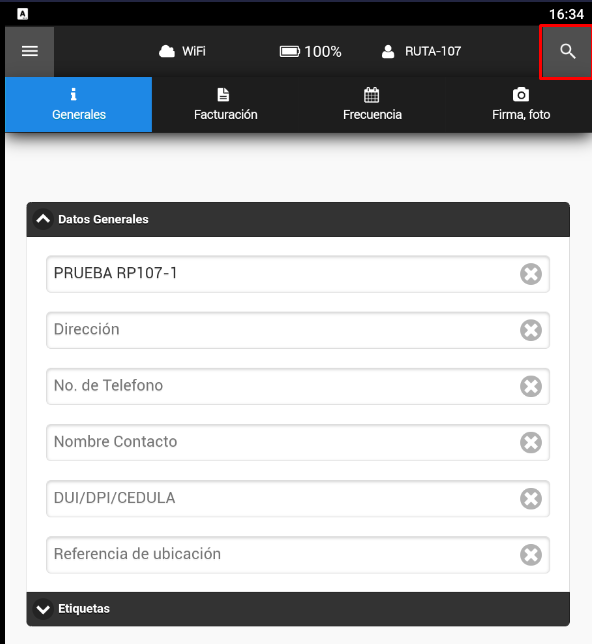 A
16:34
WiFi
100%
RUTA-107
Generales
Facturación
Frecuencia
Firma, foto
Datos Generales
PRUEBA RP107-1
Dirección
No. de Telefono
Nombre Contacto
DUI/DPI/CEDULA
Referencia de ubicación
Etiquetas